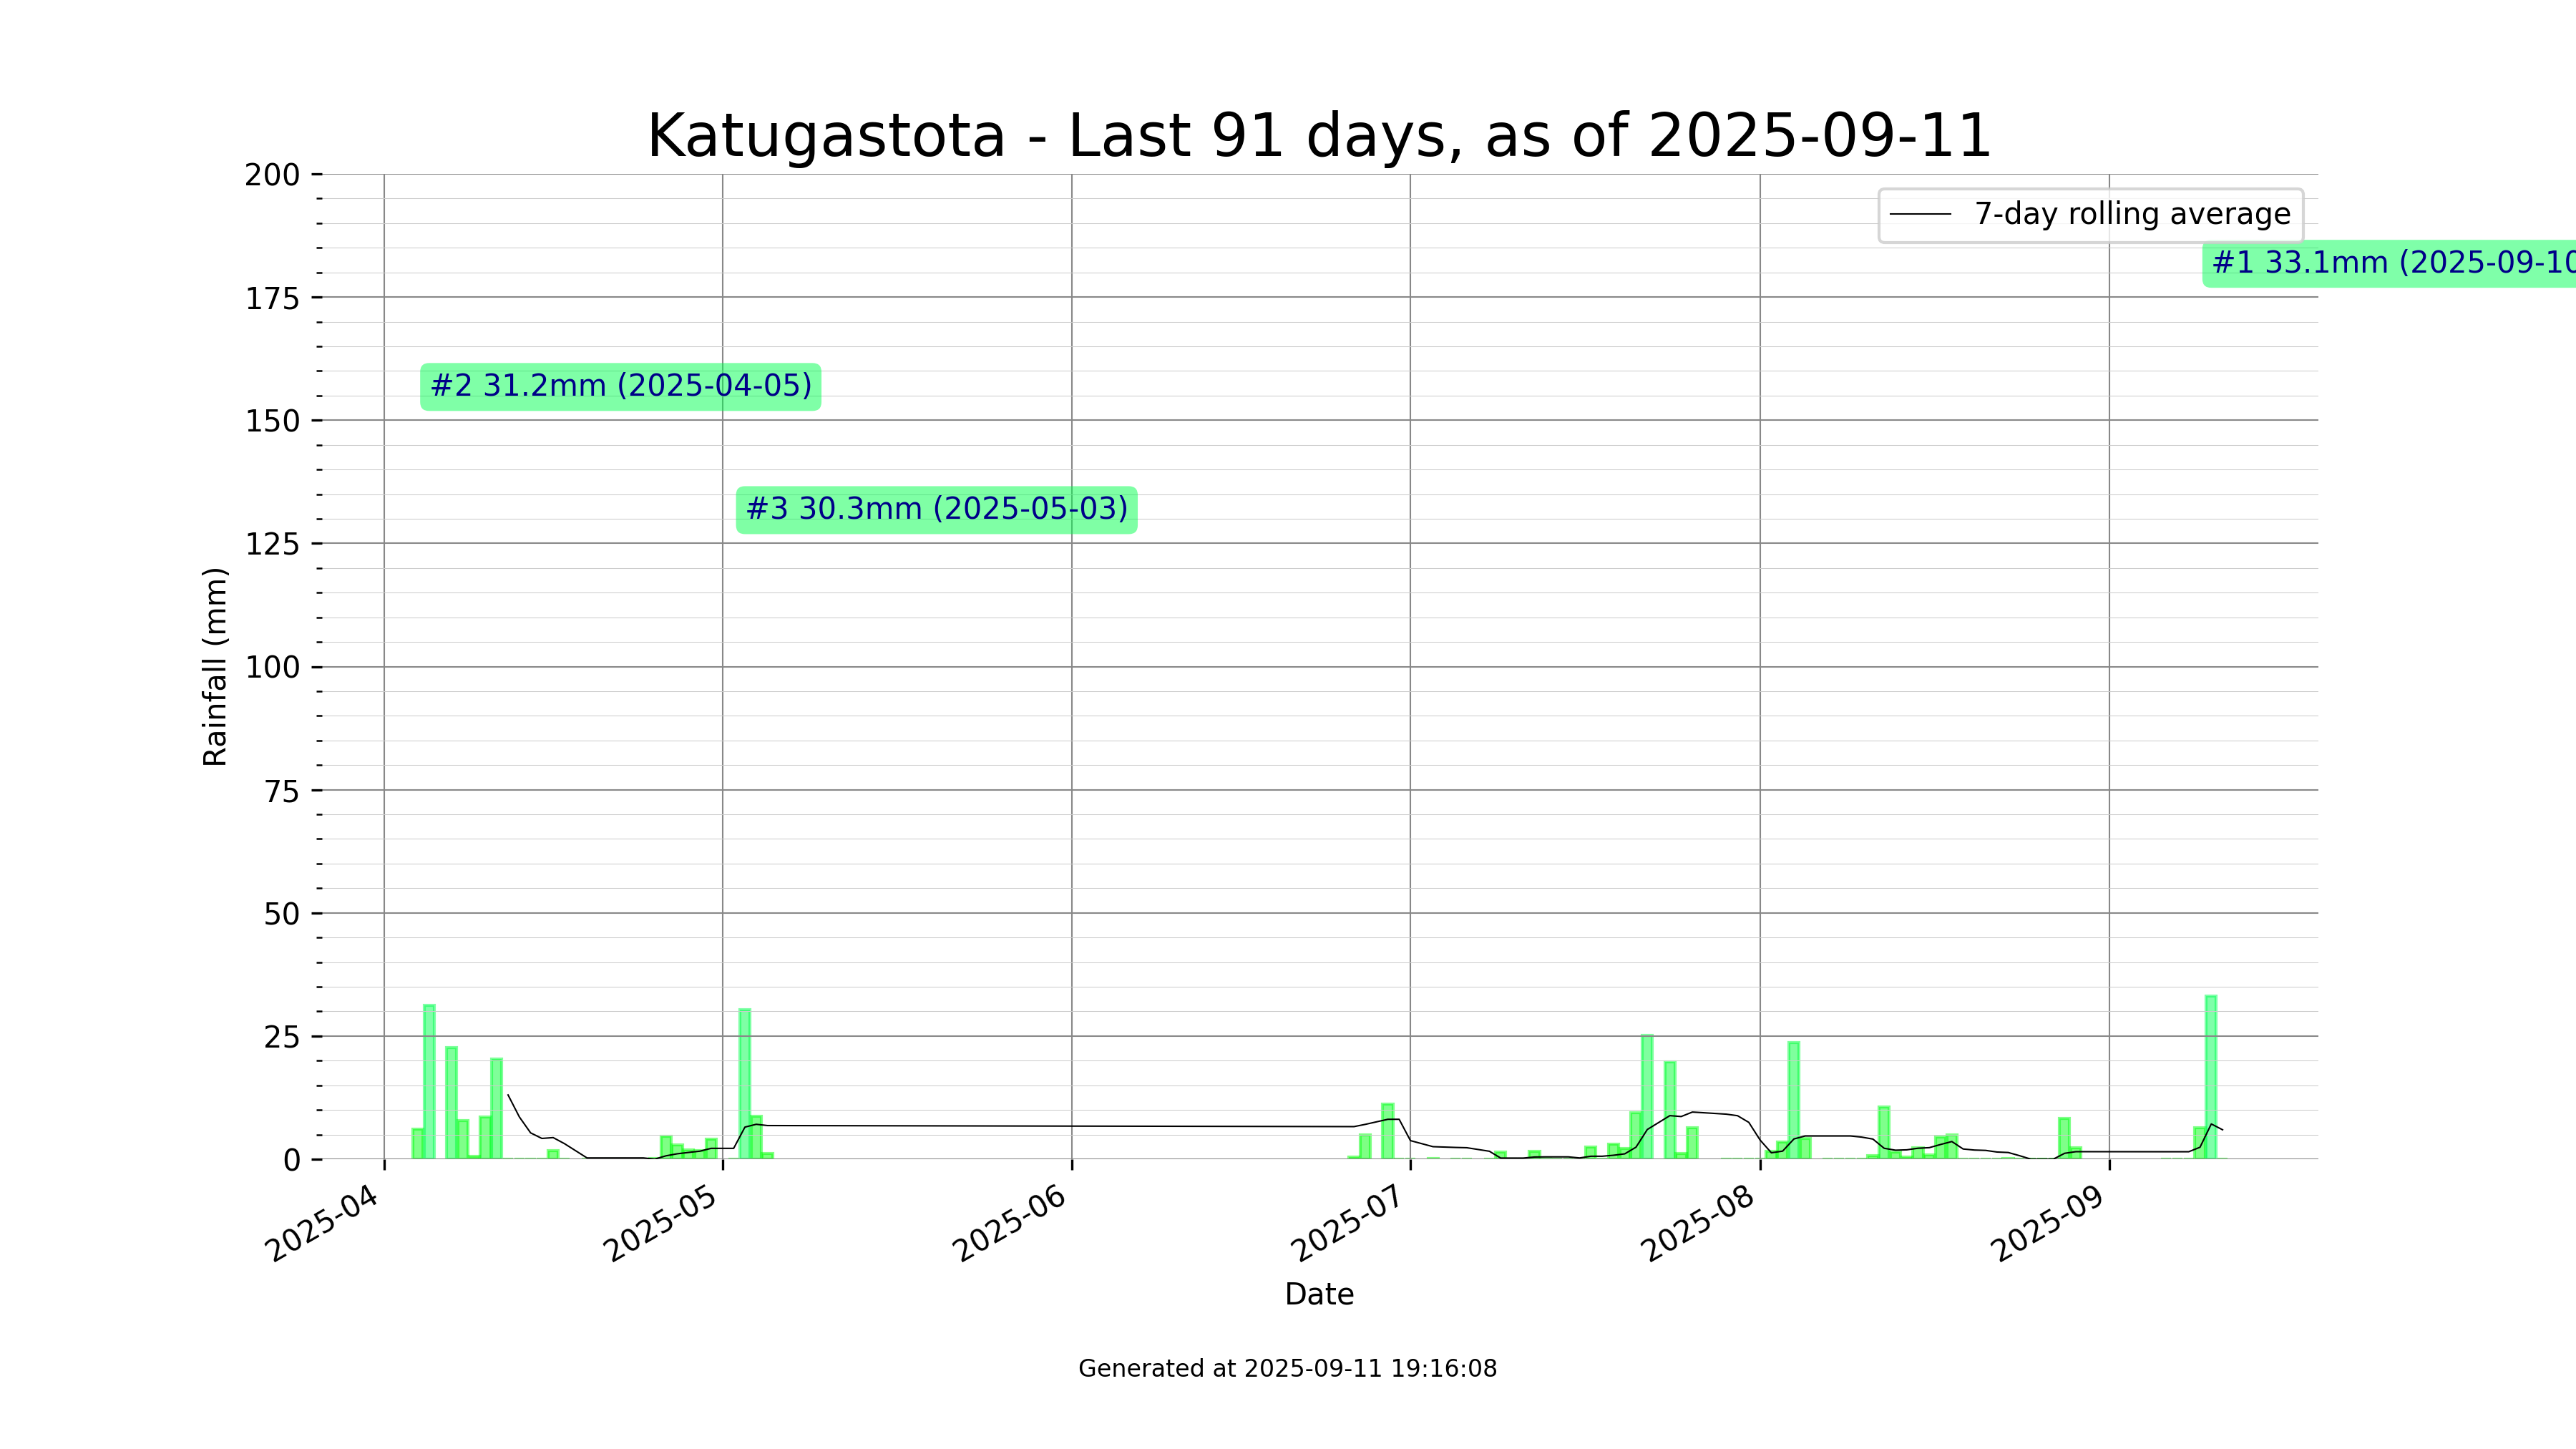 Katugastota - Last 91 days, as of 2025-09-11
200
175
150
125
100
75
50
25
0
Rainfall (mm)
7-day rolling average
#1 33.1mm (2025-09-10
#2 31.2mm (2025-04-05)
#3 30.3mm (2025-05-03)
2025-04
2025-05
2025-06
2025-07
2025-08
2025-09
Date
Generated at 2025-09-11 19:16:08